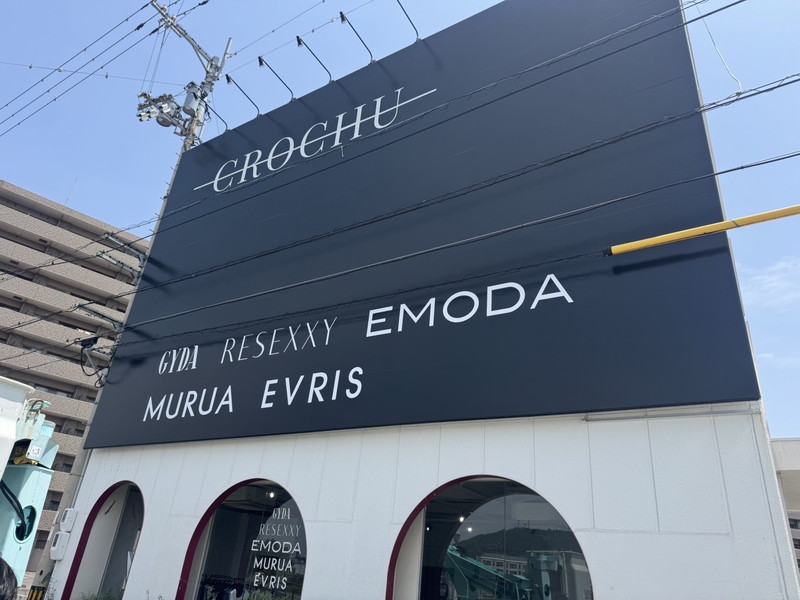 CROCHU
GYDA RESEXXY EMODA
MURUA EVRIS
GYDA
RESEXXY
EMODA
MURUA
EVRIS